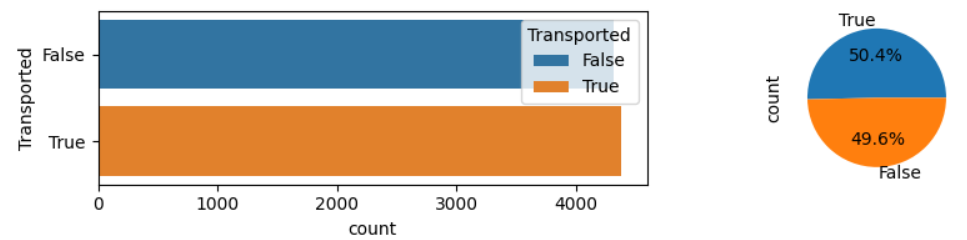 Transported
False
True
Transported
False
True
0
1000
2000
3000
4000
count
True
50.4%
count
49.6%
False